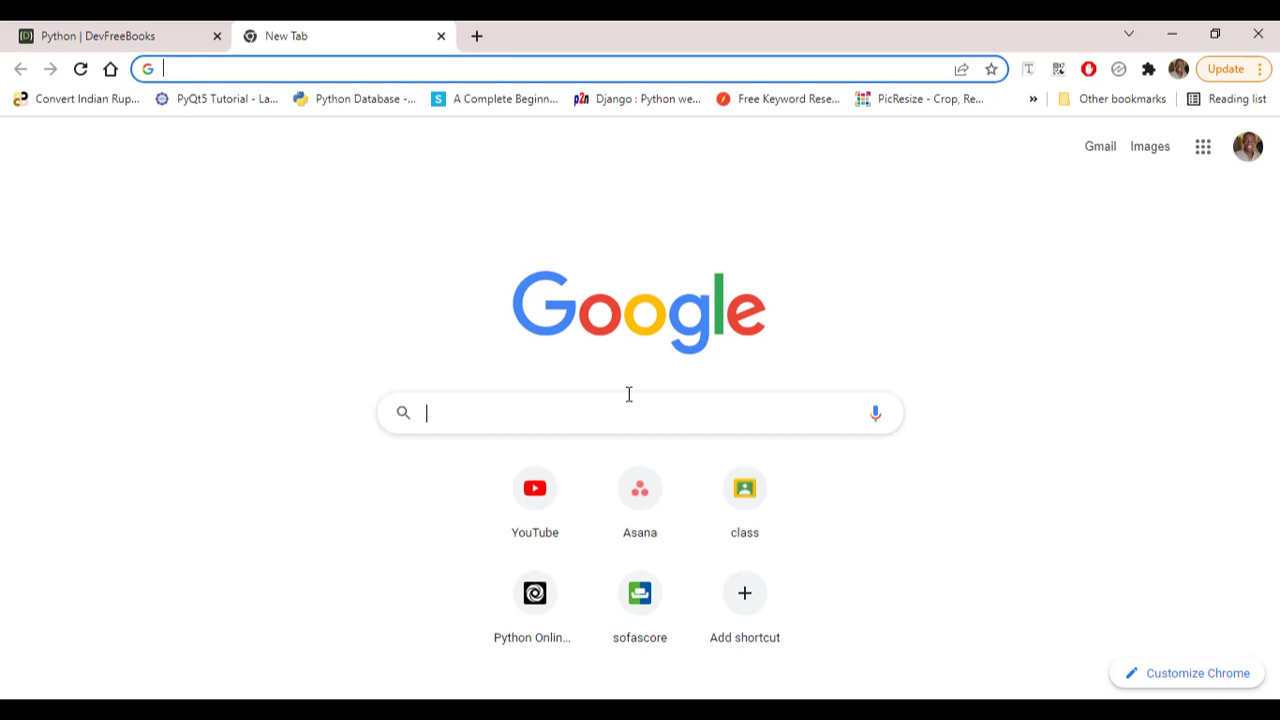 Python | DevFreeBooks
New Tab
Update
Convert Indian Rup...
PyQt5 Tutorial - La...
Python Database -...
A Complete Beginn...
Django : Python we...
Free Keyword Rese...
PicResize - Crop, Re...
»
Other bookmarks
Reading list
Gmail
Images
Google
YouTube
Asana
class
Python Onlin...
sofascore
Add shortcut
Customize Chrome